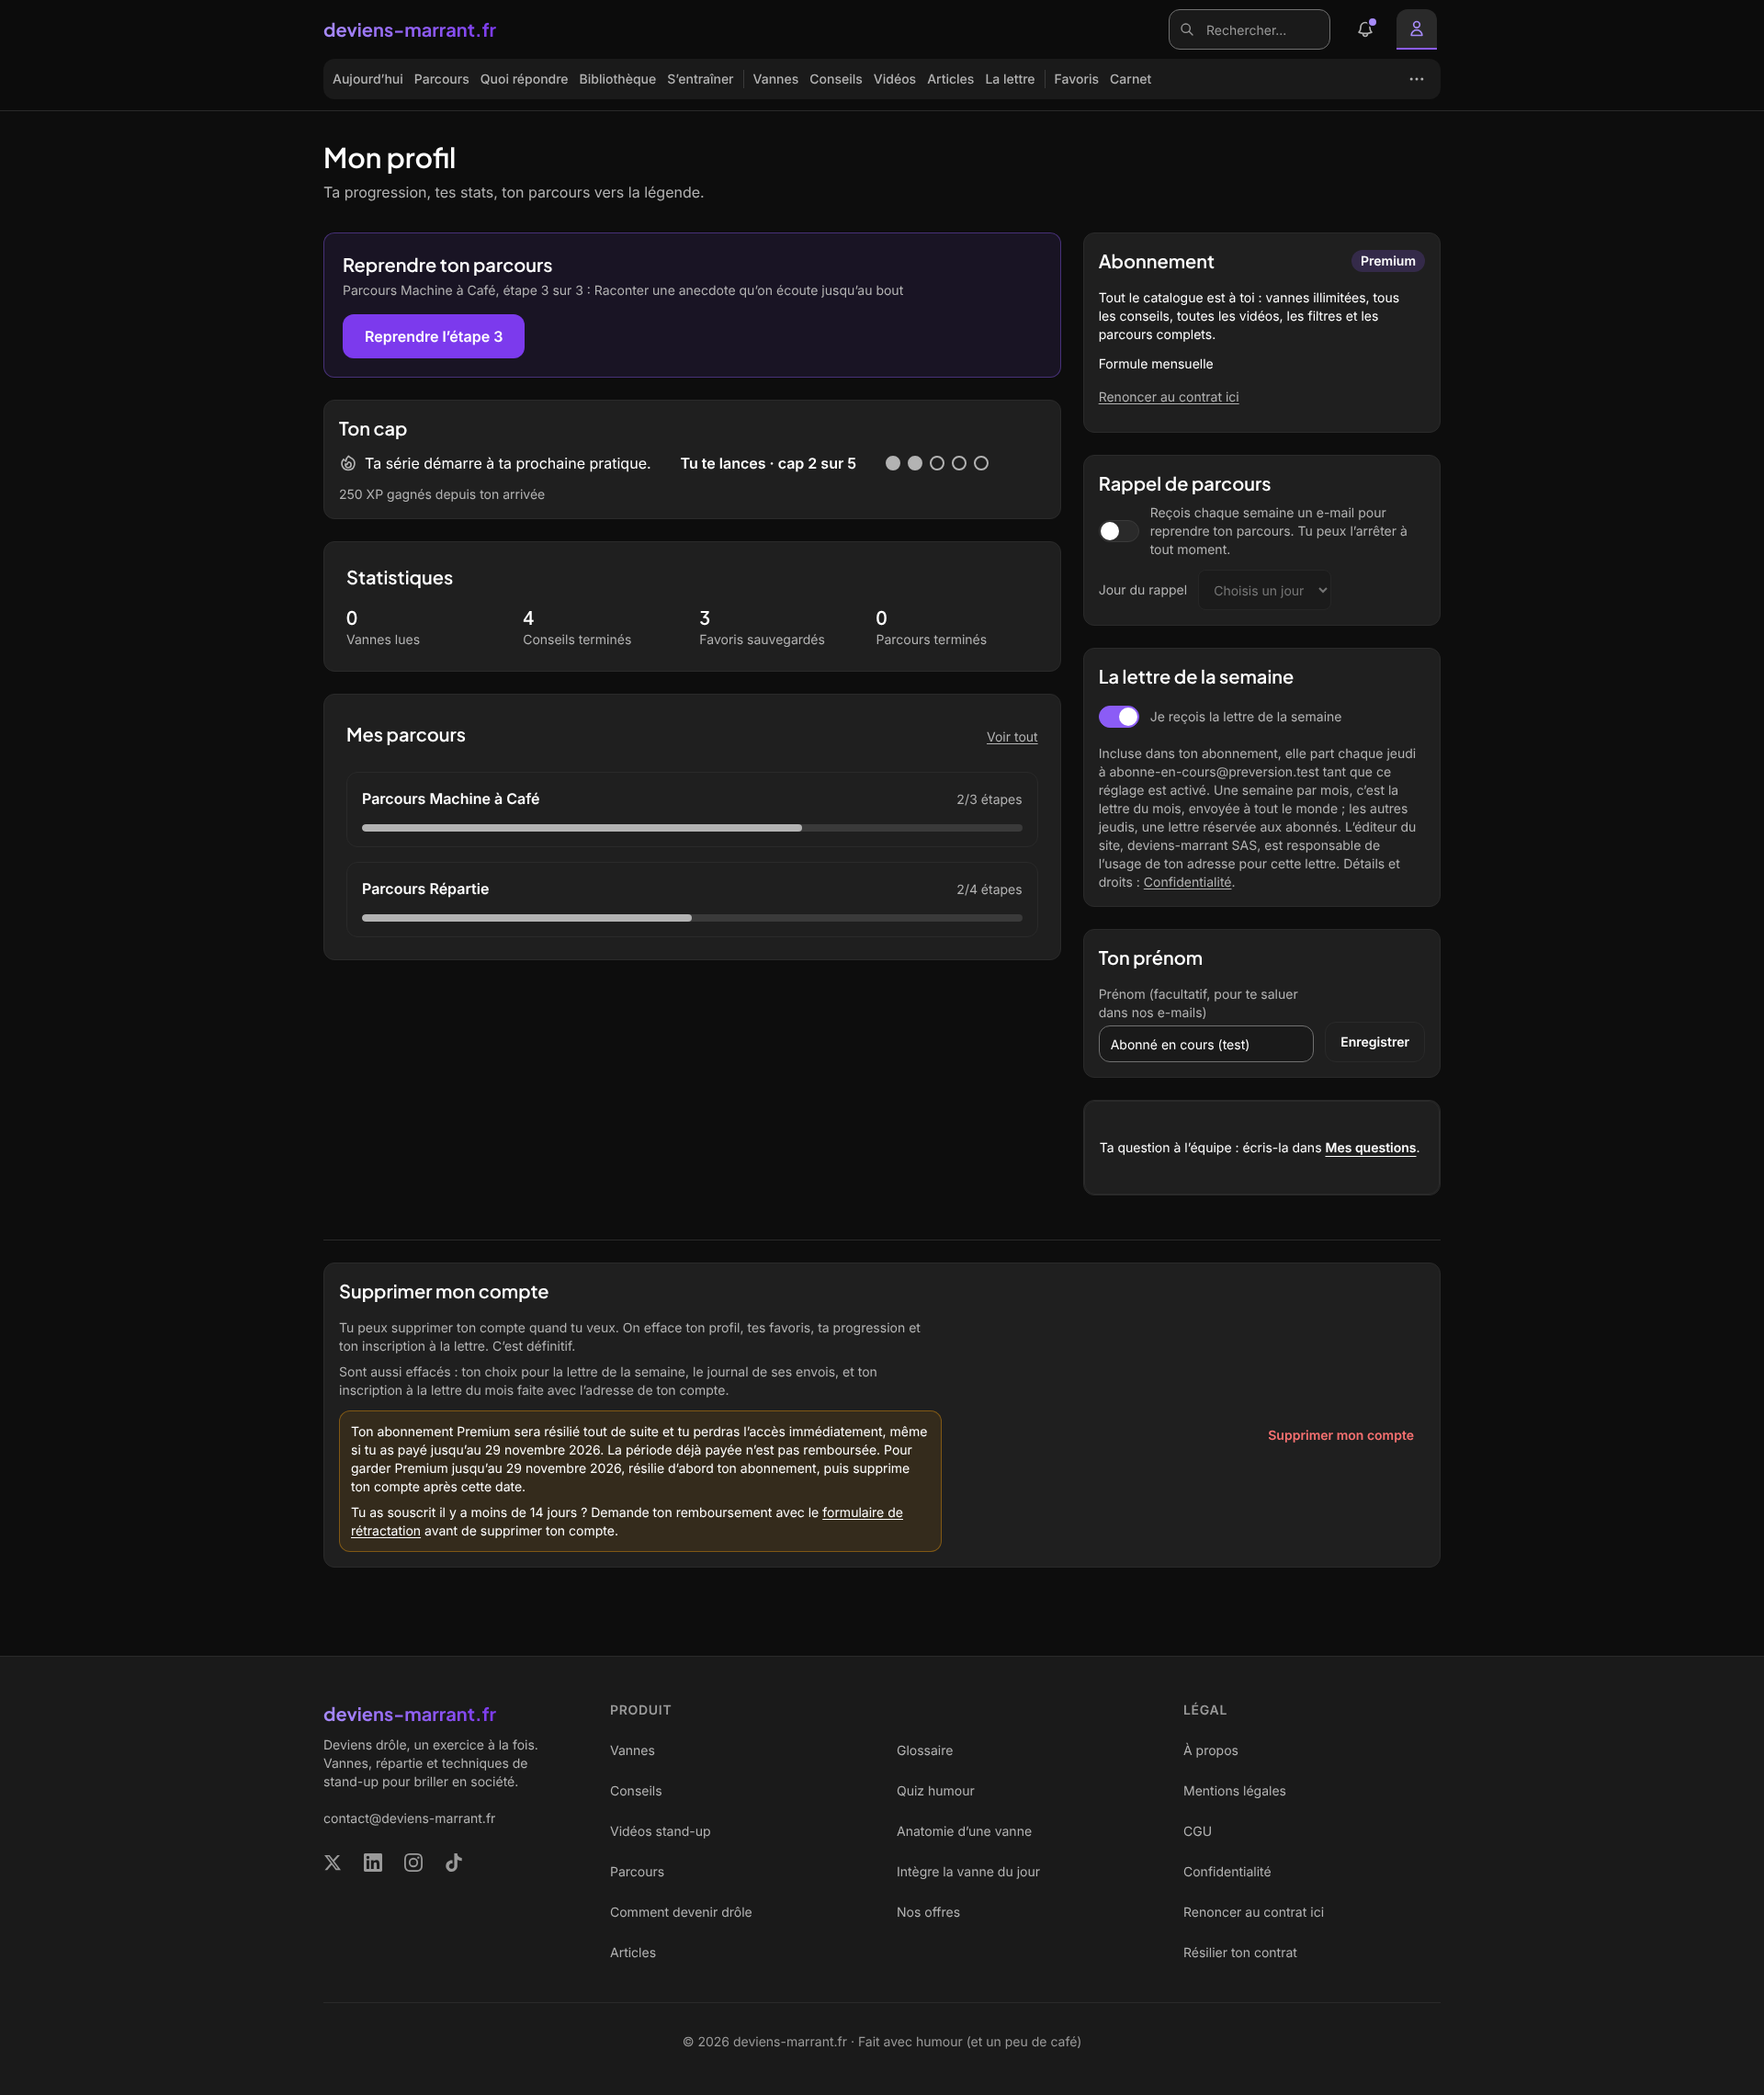 deviens-marrant.fr
Rechercher...
Aujourd’hui Parcours Quoi répondre Bibliothèque S’entraîner Vannes Conseils Vidéos Articles La lettre Favoris Carnet
Mon profil
Ta progression, tes stats, ton parcours vers la légende.
Reprendre ton parcours
Parcours Machine à Café, étape 3 sur 3 : Raconter une anecdote qu’on écoute jusqu’au bout
Reprendre l’étape 3
Ton cap
Ta série démarre à ta prochaine pratique. Tu te lances · cap 2 sur 5
250 XP gagnés depuis ton arrivée
Statistiques
0 4 3 0
Vannes lues Conseils terminés Favoris sauvegardés Parcours terminés
Mes parcours Voir tout
Parcours Machine à Café 2/3 étapes
Parcours Répartie 2/4 étapes
Abonnement Premium
Tout le catalogue est à toi : vannes illimitées, tous
les conseils, toutes les vidéos, les filtres et les
parcours complets.
Formule mensuelle
Renoncer au contrat ici
Rappel de parcours
Reçois chaque semaine un e-mail pour
reprendre ton parcours. Tu peux l’arrêter à
tout moment.
Jour du rappel Choisis un jour
La lettre de la semaine
Je reçois la lettre de la semaine
Incluse dans ton abonnement, elle part chaque jeudi
à abonne-en-cours@preversion.test tant que ce
réglage est activé. Une semaine par mois, c’est la
lettre du mois, envoyée à tout le monde ; les autres
jeudis, une lettre réservée aux abonnés. L’éditeur du
site, deviens-marrant SAS, est responsable de
l’usage de ton adresse pour cette lettre. Détails et
droits : Confidentialité.
Ton prénom
Prénom (facultatif, pour te saluer
dans nos e-mails)
Abonné en cours (test) Enregistrer
Ta question à l’équipe : écris-la dans Mes questions.
Supprimer mon compte
Tu peux supprimer ton compte quand tu veux. On efface ton profil, tes favoris, ta progression et
ton inscription à la lettre. C’est définitif.
Sont aussi effacés : ton choix pour la lettre de la semaine, le journal de ses envois, et ton
inscription à la lettre du mois faite avec l’adresse de ton compte.
Ton abonnement Premium sera résilié tout de suite et tu perdras l’accès immédiatement, même
si tu as payé jusqu’au 29 novembre 2026. La période déjà payée n’est pas remboursée. Pour
garder Premium jusqu’au 29 novembre 2026, résilie d’abord ton abonnement, puis supprime
ton compte après cette date.
Tu as souscrit il y a moins de 14 jours ? Demande ton remboursement avec le formulaire de
rétractation avant de supprimer ton compte.
Supprimer mon compte
deviens-marrant.fr
Deviens drôle, un exercice à la fois.
Vannes, répartie et techniques de
stand-up pour briller en société.
contact@deviens-marrant.fr
PRODUIT
Vannes
Conseils
Vidéos stand-up
Parcours
Comment devenir drôle
Articles
Glossaire
Quiz humour
Anatomie d’une vanne
Intègre la vanne du jour
Nos offres
LÉGAL
À propos
Mentions légales
CGU
Confidentialité
Renoncer au contrat ici
Résilier ton contrat
© 2026 deviens-marrant.fr · Fait avec humour (et un peu de café)